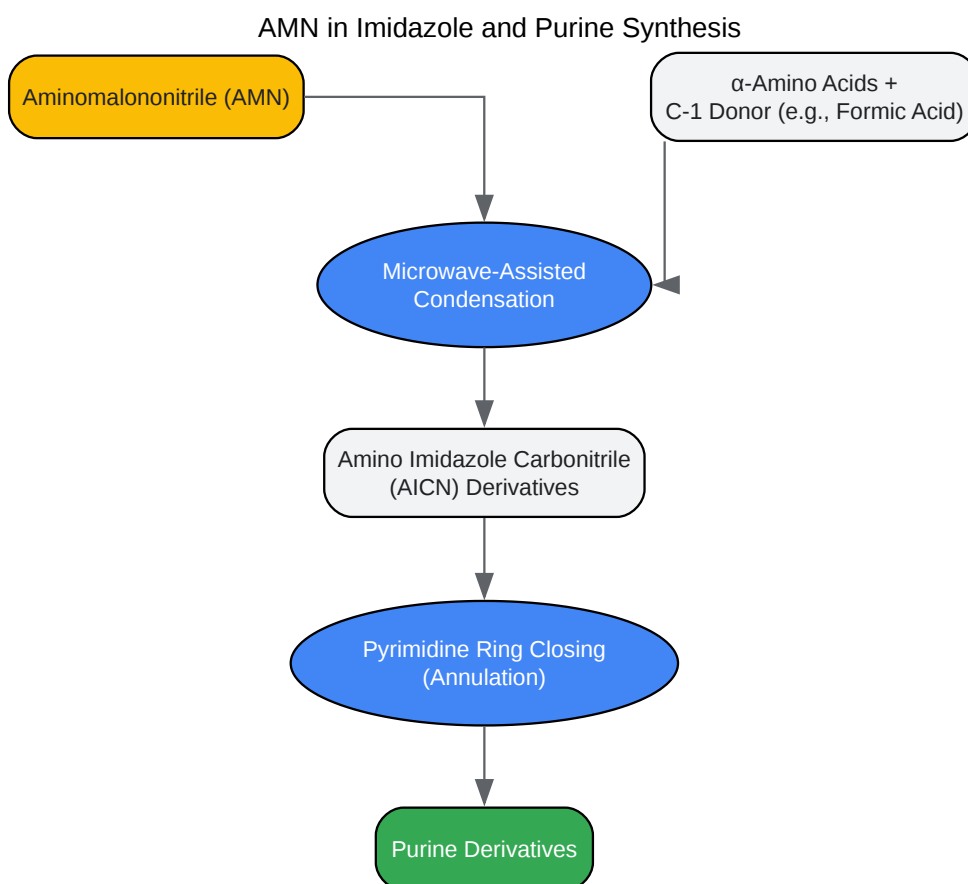 AMN in Imidazole and Purine Synthesis
Aminomalononitrile (AMN)
α-Amino Acids +
C-1 Donor (e.g., Formic Acid)
Microwave-Assisted
Condensation
Amino Imidazole Carbonitrile
(AICN) Derivatives
Pyrimidine Ring Closing
(Annulation)
Purine Derivatives